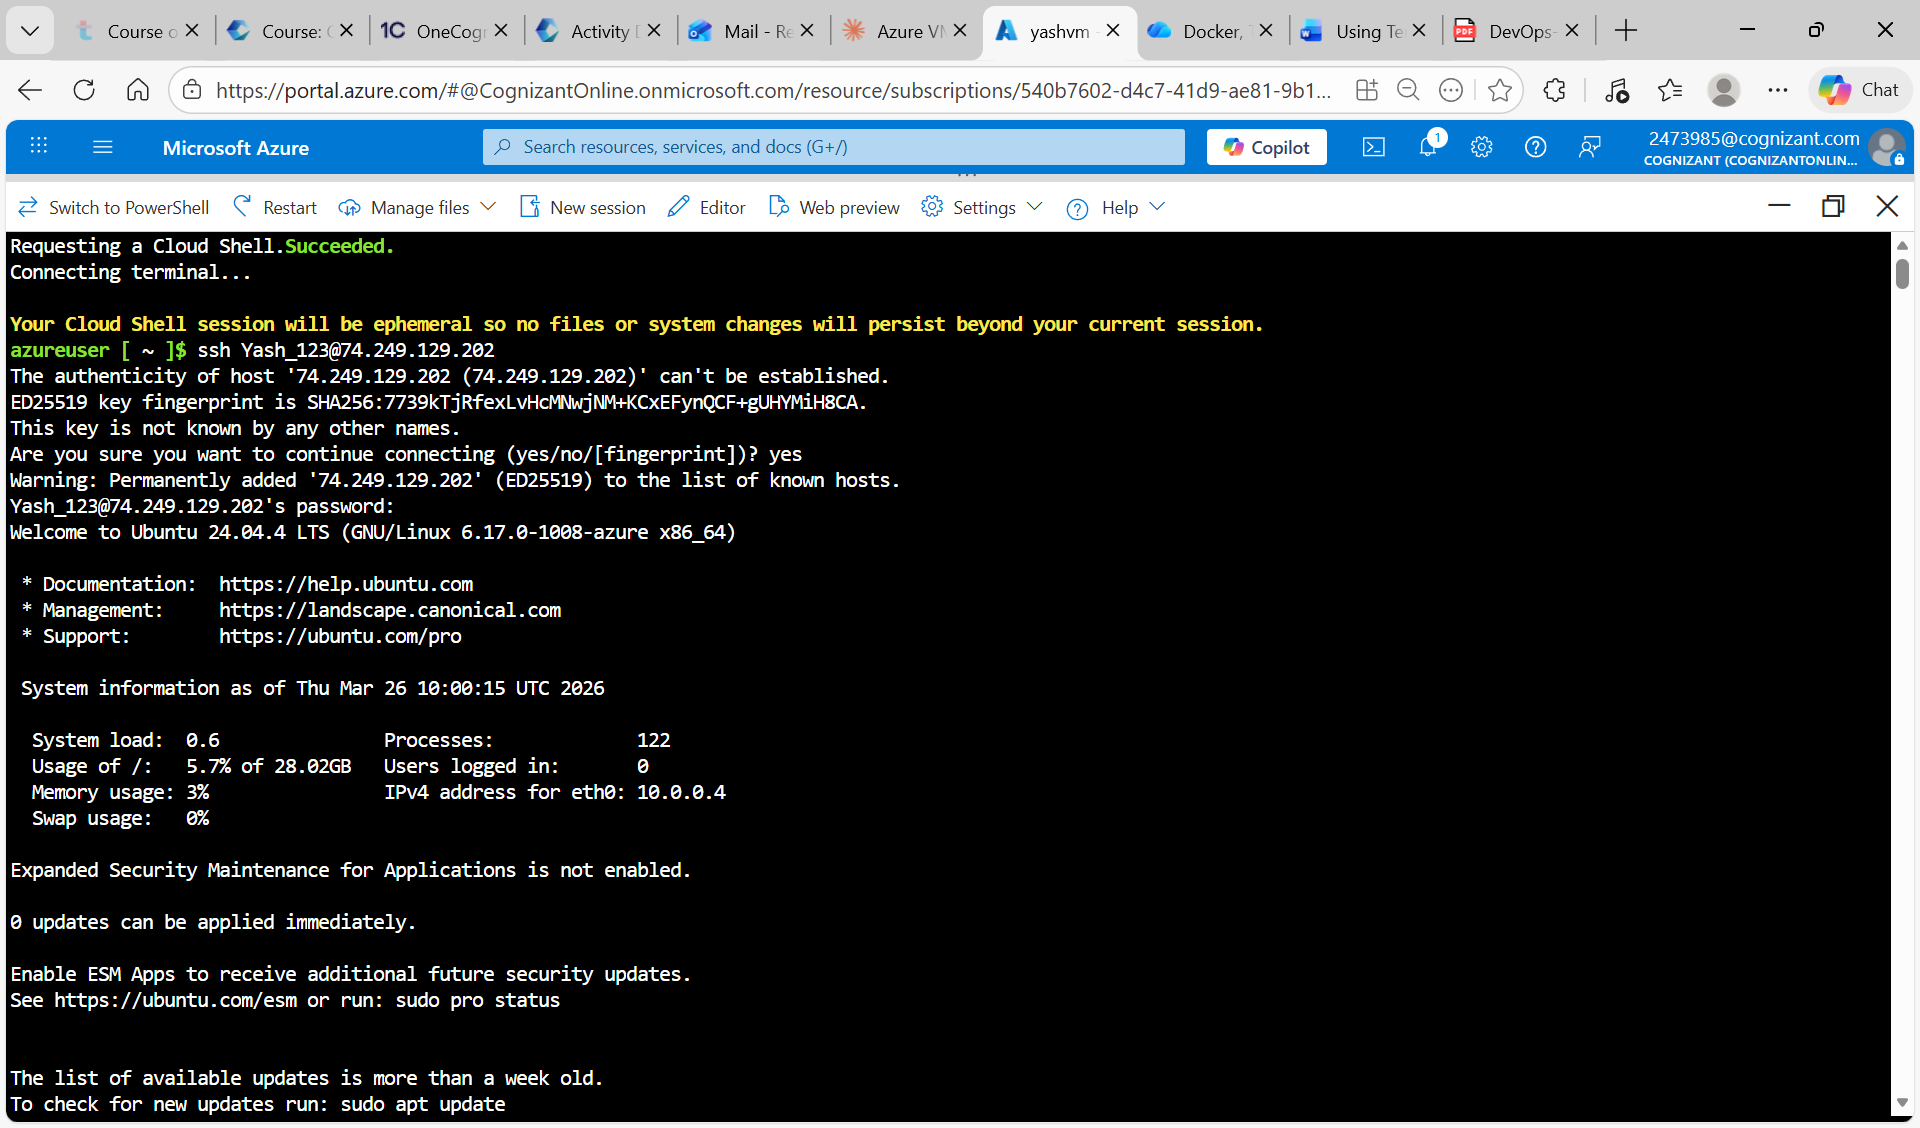 Course o
Course: (
1C OneCog
Activity
Mail - Re
Azure VM
yashvm
Docker,
Using Te
DevOps-
https://portal.azure.com/#@CognizantOnline.onmicrosoft.com/resource/subscriptions/540b7602-d4c7-41d9-ae81-9b1...
Chat
Microsoft Azure
Search resources, services, and docs (G+/)
Copilot
1
2473985@cognizant.com
COGNIZANT (COGNIZANTONLIN...
Switch to PowerShell
Restart
Manage files
New session
Editor
Web preview
Settings
Help
Requesting a Cloud Shell.Succeeded.
Connecting terminal...
Your Cloud Shell session will be ephemeral so no files or system changes will persist beyond your current session.
azureuser [ ~ ]$ ssh Yash_123@74.249.129.202
The authenticity of host '74.249.129.202 (74.249.129.202)' can't be established.
ED25519 key fingerprint is SHA256:7739kTjRfexLvHcMNwjNM+KCxEFynQCF+gUHYMiH8CA.
This key is not known by any other names.
Are you sure you want to continue connecting (yes/no/[fingerprint])? yes
Warning: Permanently added '74.249.129.202' (ED25519) to the list of known hosts.
Yash_123@74.249.129.202's password:
Welcome to Ubuntu 24.04.4 LTS (GNU/Linux 6.17.0-1008-azure x86_64)
* Documentation: https://help.ubuntu.com
* Management: https://landscape.canonical.com
* Support: https://ubuntu.com/pro
System information as of Thu Mar 26 10:00:15 UTC 2026
System load: 0.6 Processes: 122
Usage of /: 5.7% of 28.02GB Users logged in: 0
Memory usage: 3% IPv4 address for eth0: 10.0.0.4
Swap usage: 0%
Expanded Security Maintenance for Applications is not enabled.
0 updates can be applied immediately.
Enable ESM Apps to receive additional future security updates.
See https://ubuntu.com/esm or run: sudo pro status
The list of available updates is more than a week old.
To check for new updates run: sudo apt update